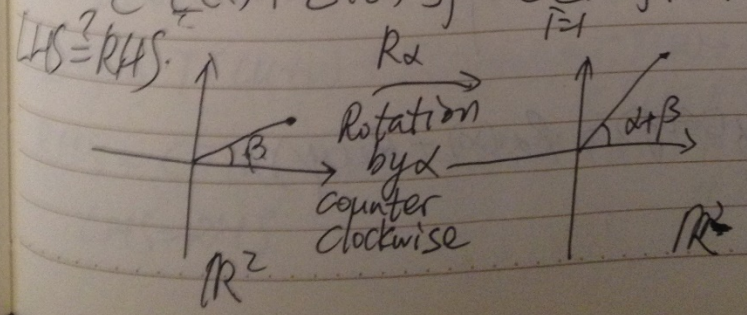 i=1
LHS ?= RHS.
Rα
Rotation
by α
counter
clockwise
β
α+β
ℝ²
ℝ²